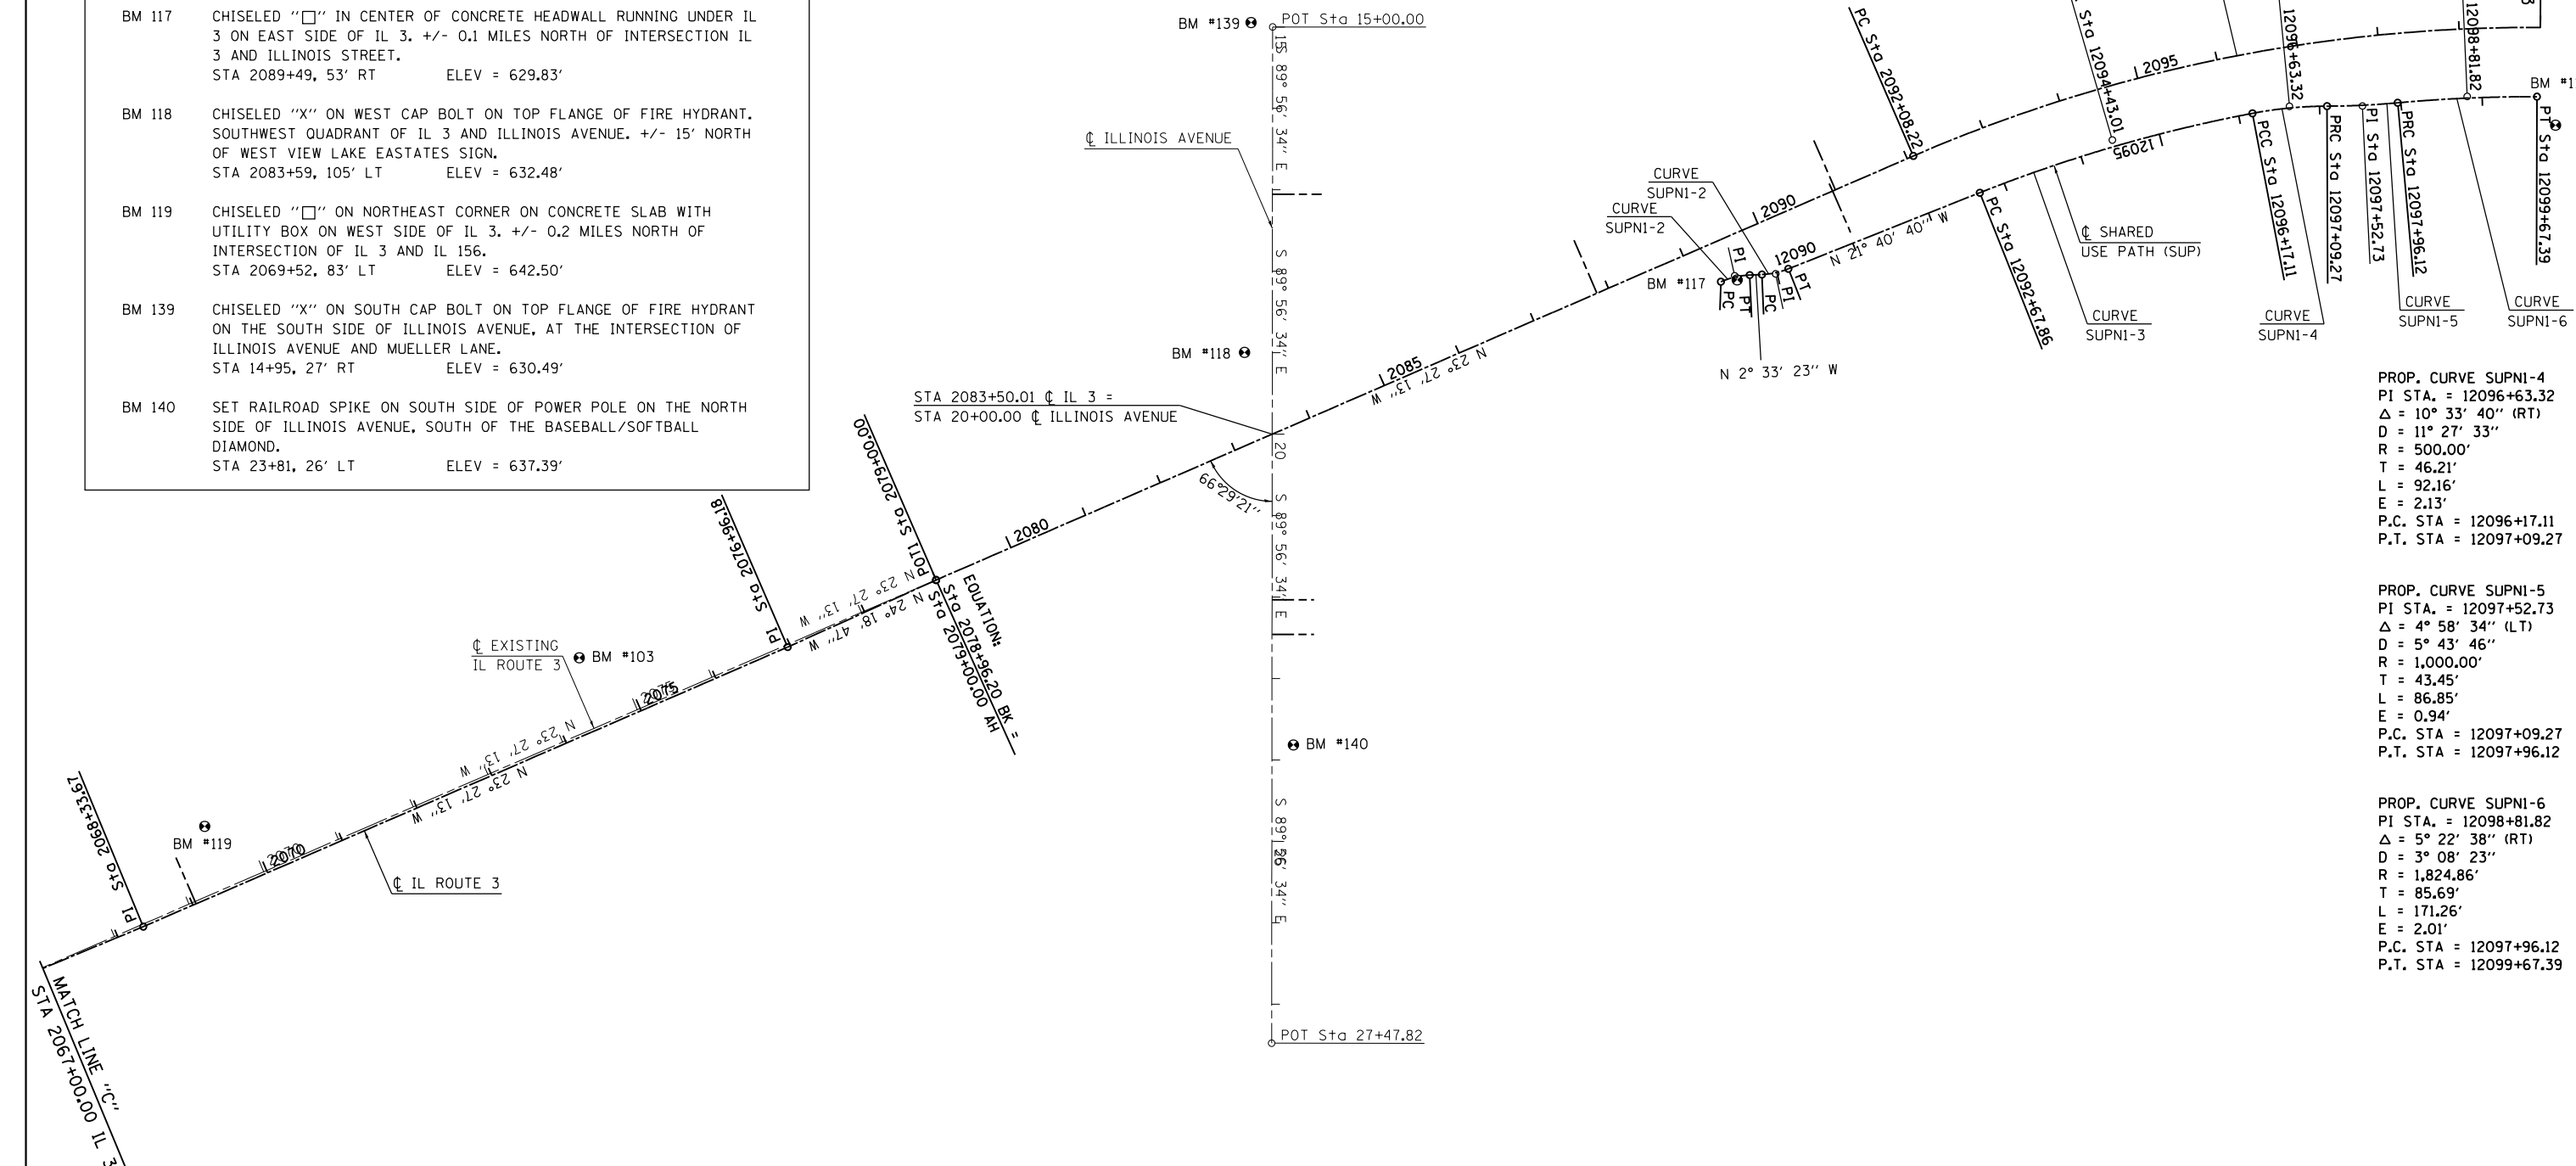 BM 117 CHISELED "□" IN CENTER OF CONCRETE HEADWALL RUNNING UNDER IL
3 ON EAST SIDE OF IL 3. +/- 0.1 MILES NORTH OF INTERSECTION IL
3 AND ILLINOIS STREET.
STA 2089+49, 53' RT ELEV = 629.83'
BM 118 CHISELED "X" ON WEST CAP BOLT ON TOP FLANGE OF FIRE HYDRANT.
SOUTHWEST QUADRANT OF IL 3 AND ILLINOIS AVENUE. +/- 15' NORTH
OF WEST VIEW LAKE EASTATES SIGN.
STA 2083+59, 105' LT ELEV = 632.48'
BM 119 CHISELED "□" ON NORTHEAST CORNER ON CONCRETE SLAB WITH
UTILITY BOX ON WEST SIDE OF IL 3. +/- 0.2 MILES NORTH OF
INTERSECTION OF IL 3 AND IL 156.
STA 2069+52, 83' LT ELEV = 642.50'
BM 139 CHISELED "X" ON SOUTH CAP BOLT ON TOP FLANGE OF FIRE HYDRANT
ON THE SOUTH SIDE OF ILLINOIS AVENUE, AT THE INTERSECTION OF
ILLINOIS AVENUE AND MUELLER LANE.
STA 14+95, 27' RT ELEV = 630.49'
BM 140 SET RAILROAD SPIKE ON SOUTH SIDE OF POWER POLE ON THE NORTH
SIDE OF ILLINOIS AVENUE, SOUTH OF THE BASEBALL/SOFTBALL
DIAMOND.
STA 23+81, 26' LT ELEV = 637.39'
BM #139
POT Sta 15+00.00
15
S 89° 56' 34" E
℄ ILLINOIS AVENUE
S 89° 56' 34" E
BM #118
STA 2083+50.01 ℄ IL 3 =
STA 20+00.00 ℄ ILLINOIS AVENUE
20
66°29'21"
S 89° 56' 34" E
BM #140
S 89° 56' 34" E
POT Sta 27+47.82
MATCH LINE "C"
STA 2067+00.00 IL 3
PI Sta 2068+33.67
BM #119
2070
℄ IL ROUTE 3
N 23° 27' 13" W
N 23° 27' 13" W
℄ EXISTING
IL ROUTE 3
BM #103
2075
PI Sta 2076+96.18
N 23° 27' 13" W
N 24° 18' 47" W
POT1 Sta 2079+00.00
EQUATION:
Sta 2078+96.20 BK =
Sta 2079+00.00 AH
2080
2085
N 23° 27' 13" W
BM #117
CURVE
SUPN1-2
CURVE
SUPN1-2
PI
PC
PT
PC
PI
PT
N 2° 33' 23" W
2090
12090
N 21° 40' 40" W
PC Sta 2092+08.22
PC Sta 12092+67.86
Sta 12094+43.01
2095
12095
℄ SHARED
USE PATH (SUP)
CURVE
SUPN1-3
12096+63.32
PCC Sta 12096+17.11
CURVE
SUPN1-4
PRC Sta 12097+09.27
PI Sta 12097+52.73
PRC Sta 12097+96.12
CURVE
SUPN1-5
12098+81.82
CURVE
SUPN1-6
BM #1
PT Sta 12099+67.39
PROP. CURVE SUPN1-4
PI STA. = 12096+63.32
Δ = 10° 33' 40" (RT)
D = 11° 27' 33"
R = 500.00'
T = 46.21'
L = 92.16'
E = 2.13'
P.C. STA = 12096+17.11
P.T. STA = 12097+09.27
PROP. CURVE SUPN1-5
PI STA. = 12097+52.73
Δ = 4° 58' 34" (LT)
D = 5° 43' 46"
R = 1,000.00'
T = 43.45'
L = 86.85'
E = 0.94'
P.C. STA = 12097+09.27
P.T. STA = 12097+96.12
PROP. CURVE SUPN1-6
PI STA. = 12098+81.82
Δ = 5° 22' 38" (RT)
D = 3° 08' 23"
R = 1,824.86'
T = 85.69'
L = 171.26'
E = 2.01'
P.C. STA = 12097+96.12
P.T. STA = 12099+67.39